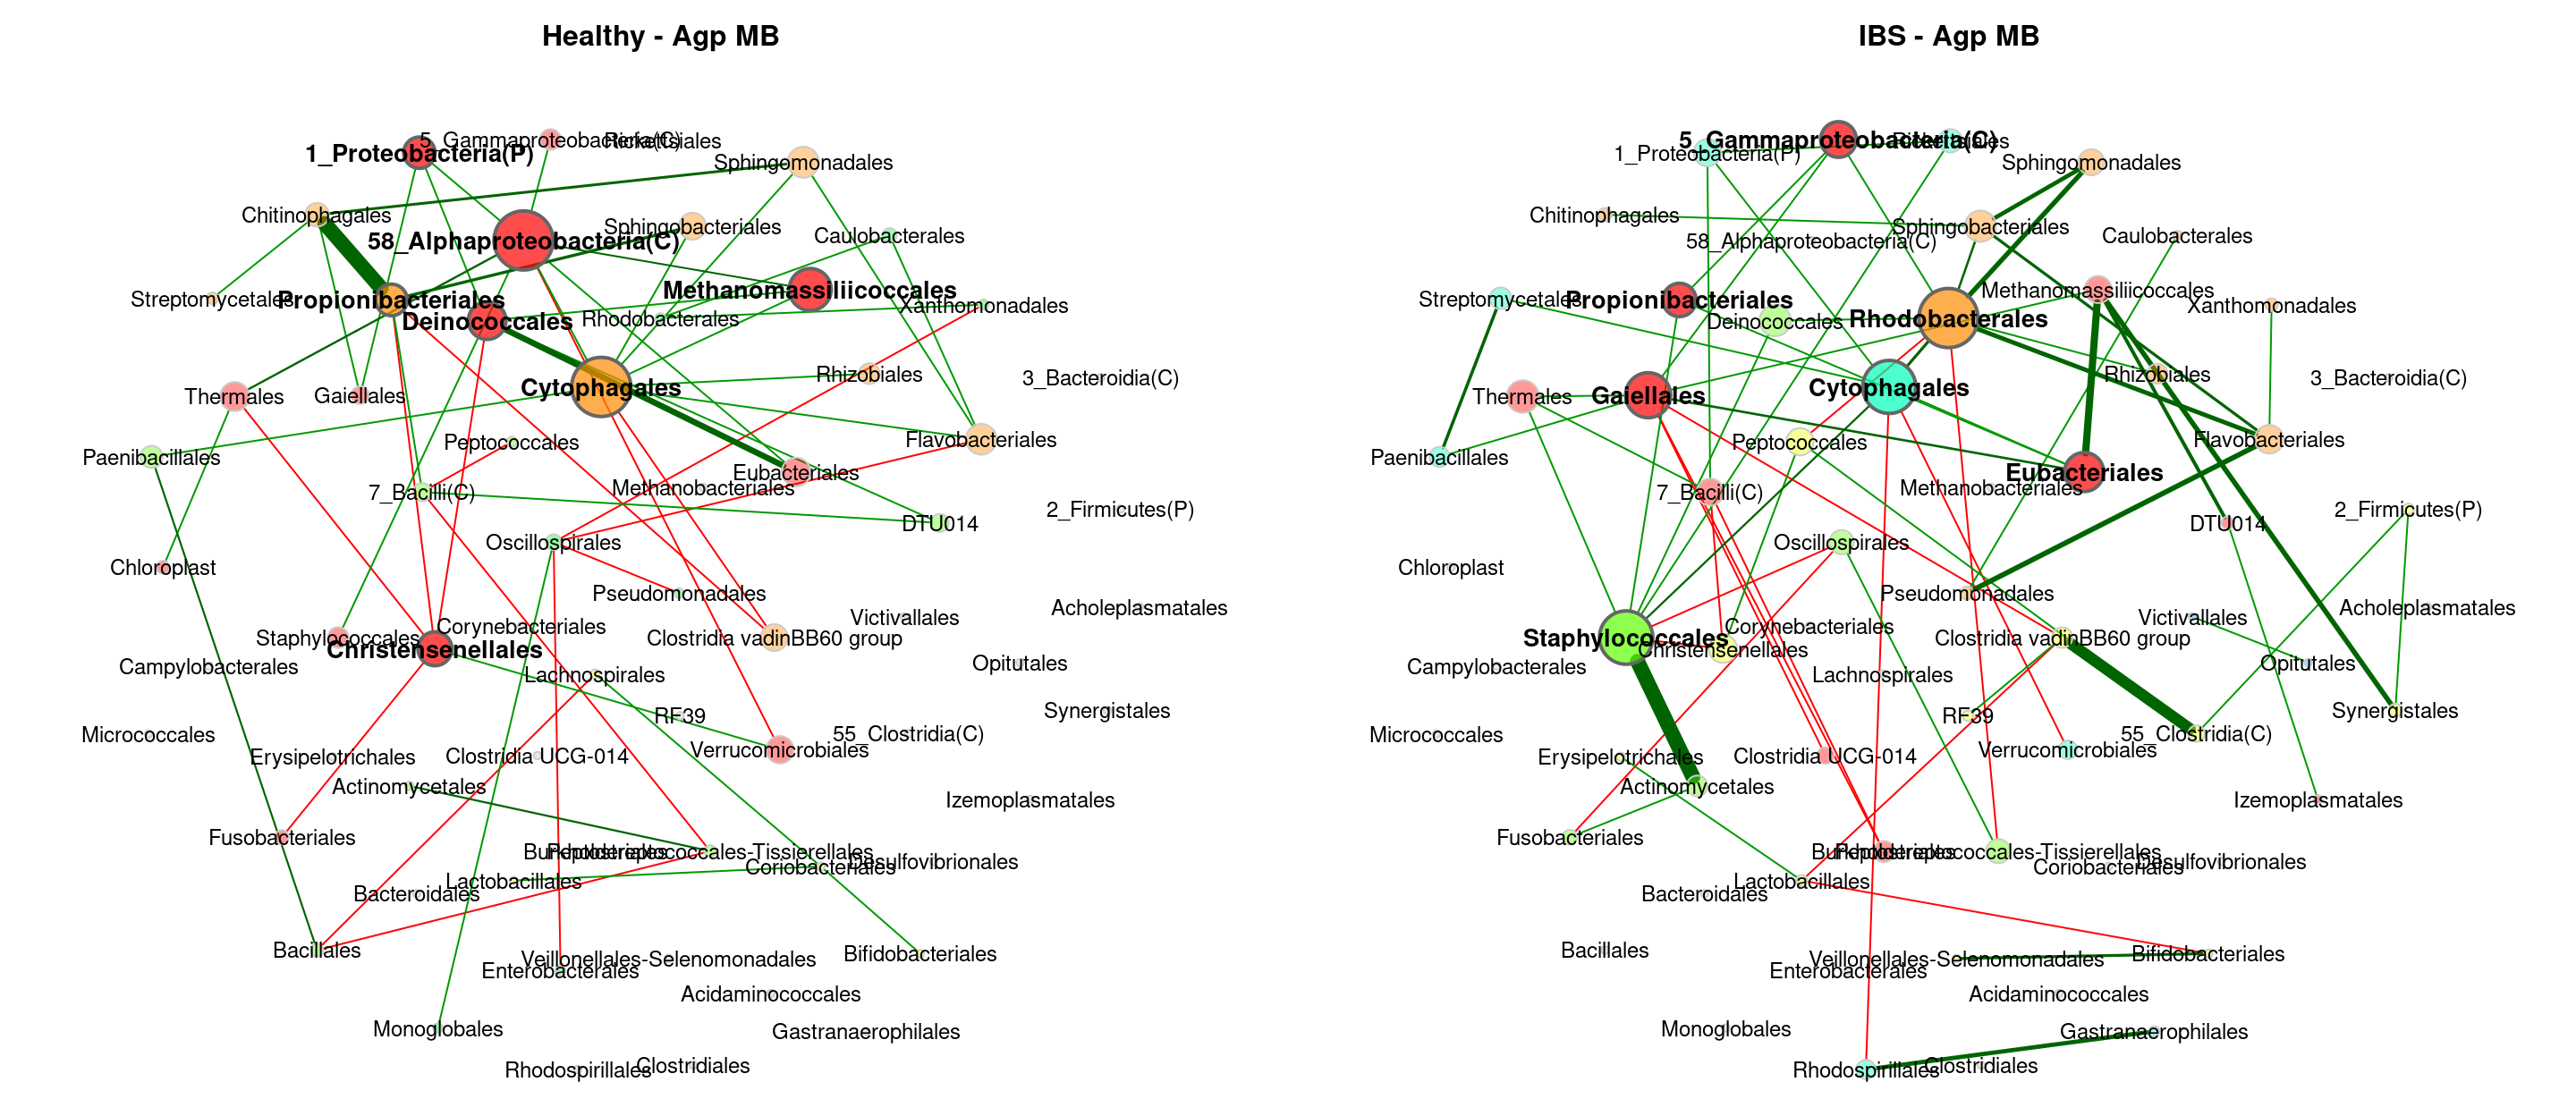 Healthy - Agp MB
5_Gammaproteobacteria(C)
Rickettsiales
1_Proteobacteria(P)
Sphingomonadales
Chitinophagales
Sphingobacteriales
Caulobacterales
58_Alphaproteobacteria(C)
Methanomassiliicoccales
Streptomycetales
Propionibacteriales
Xanthomonadales
Deinococcales
Rhodobacterales
Rhizobiales
3_Bacteroidia(C)
Cytophagales
Thermales
Gaiellales
Flavobacteriales
Peptococcales
Paenibacillales
Eubacteriales
Methanobacteriales
7_Bacilli(C)
2_Firmicutes(P)
DTU014
Oscillospirales
Chloroplast
Pseudomonadales
Acholeplasmatales
Victivallales
Corynebacteriales
Staphylococcales
Clostridia vadinBB60 group
Christensenellales
Opitutales
Campylobacterales
Lachnospirales
Synergistales
RF39
Micrococcales
55_Clostridia(C)
Verrucomicrobiales
Erysipelotrichales
Clostridia UCG-014
Actinomycetales
Izemoplasmatales
Fusobacteriales
Burkholderiales
Peptostreptococcales-Tissierellales
Desulfovibrionales
Coriobacteriales
Lactobacillales
Bacteroidales
Bacillales
Bifidobacteriales
Veillonellales-Selenomonadales
Enterobacterales
Acidaminococcales
Monoglobales
Gastranaerophilales
Clostridiales
Rhodospirillales
IBS - Agp MB
5_Gammaproteobacteria(C)
Rickettsiales
1_Proteobacteria(P)
Sphingomonadales
Chitinophagales
Sphingobacteriales
Caulobacterales
58_Alphaproteobacteria(C)
Methanomassiliicoccales
Streptomycetales
Propionibacteriales
Xanthomonadales
Deinococcales
Rhodobacterales
Rhizobiales
3_Bacteroidia(C)
Cytophagales
Thermales
Gaiellales
Flavobacteriales
Peptococcales
Paenibacillales
Eubacteriales
Methanobacteriales
7_Bacilli(C)
2_Firmicutes(P)
DTU014
Oscillospirales
Chloroplast
Pseudomonadales
Acholeplasmatales
Victivallales
Corynebacteriales
Staphylococcales
Clostridia vadinBB60 group
Christensenellales
Opitutales
Campylobacterales
Lachnospirales
Synergistales
RF39
Micrococcales
55_Clostridia(C)
Verrucomicrobiales
Erysipelotrichales
Clostridia UCG-014
Actinomycetales
Izemoplasmatales
Fusobacteriales
Burkholderiales
Peptostreptococcales-Tissierellales
Desulfovibrionales
Coriobacteriales
Lactobacillales
Bacteroidales
Bacillales
Bifidobacteriales
Veillonellales-Selenomonadales
Enterobacterales
Acidaminococcales
Monoglobales
Gastranaerophilales
Clostridiales
Rhodospirillales